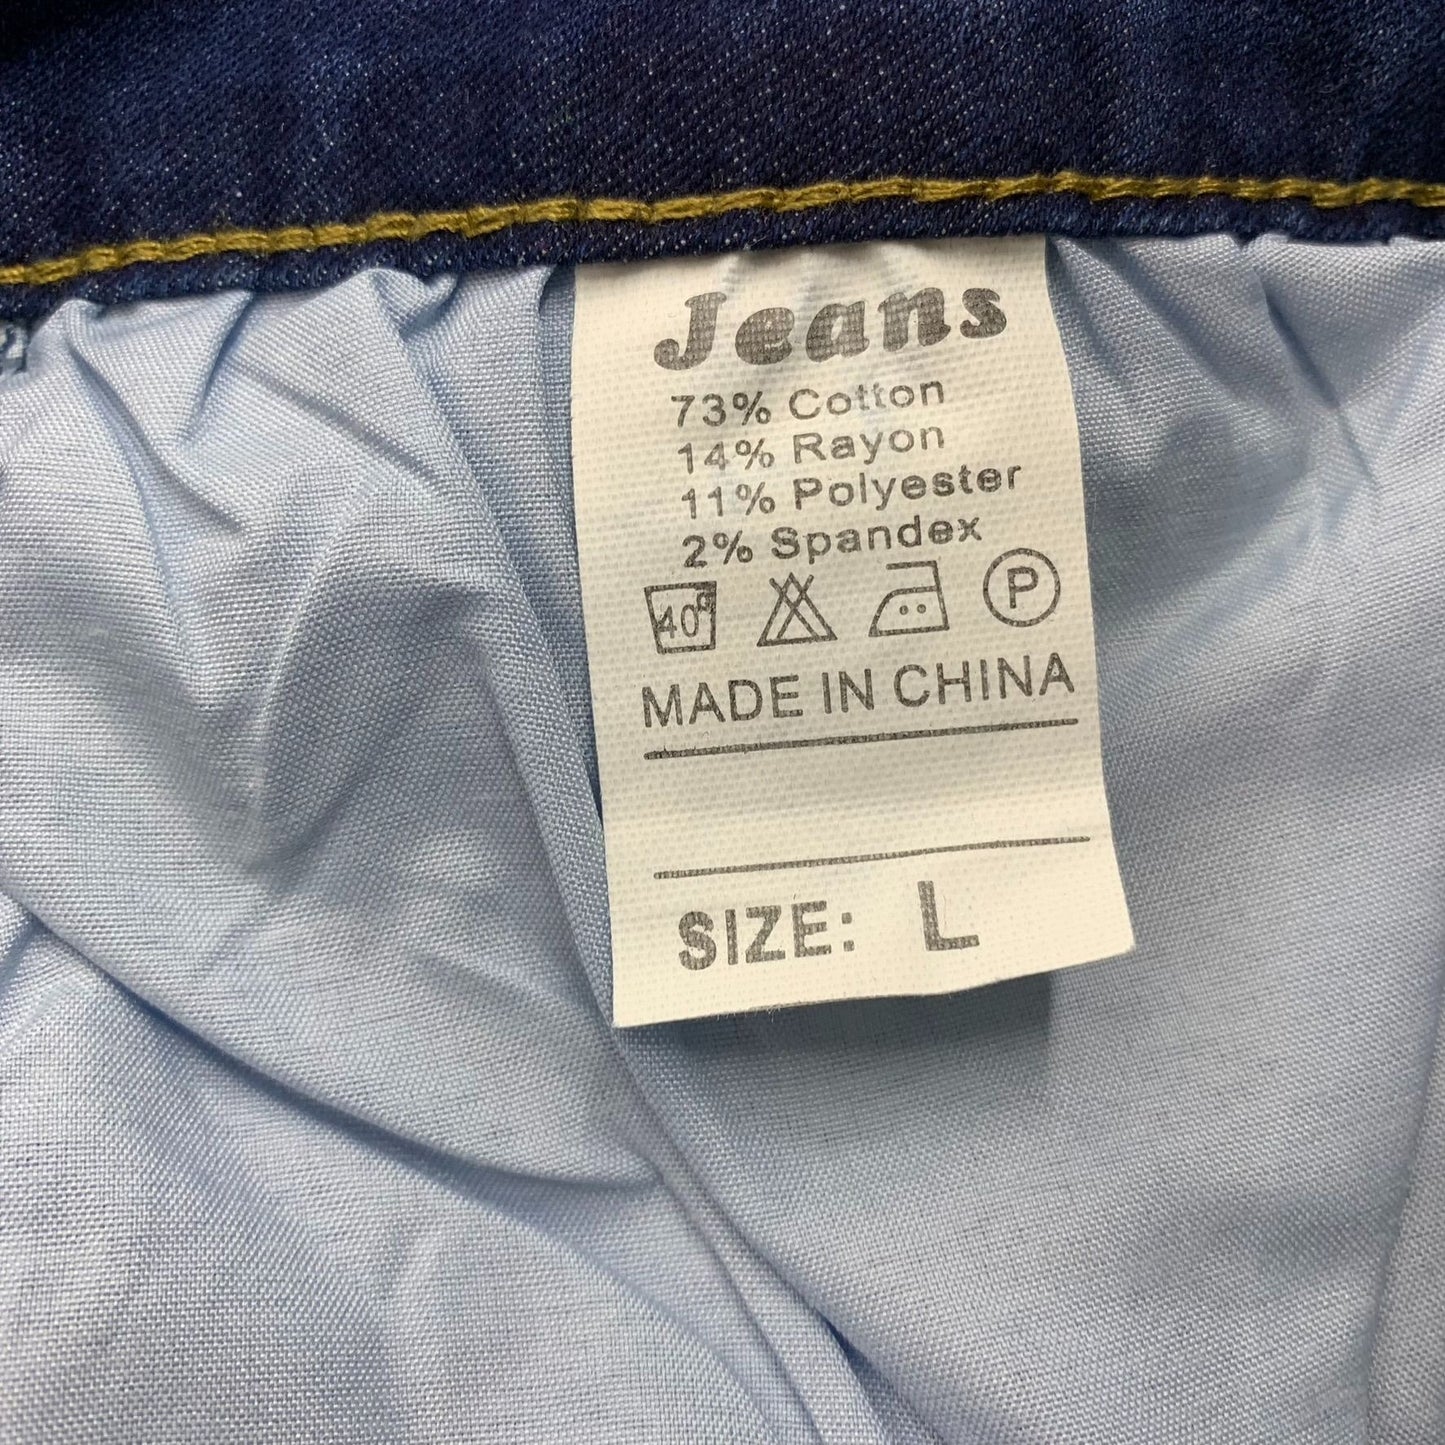 Jeans
73% Cotton
14% Rayon
11% Polyester
2% Spandex
40° P
MADE IN CHINA
SIZE: L